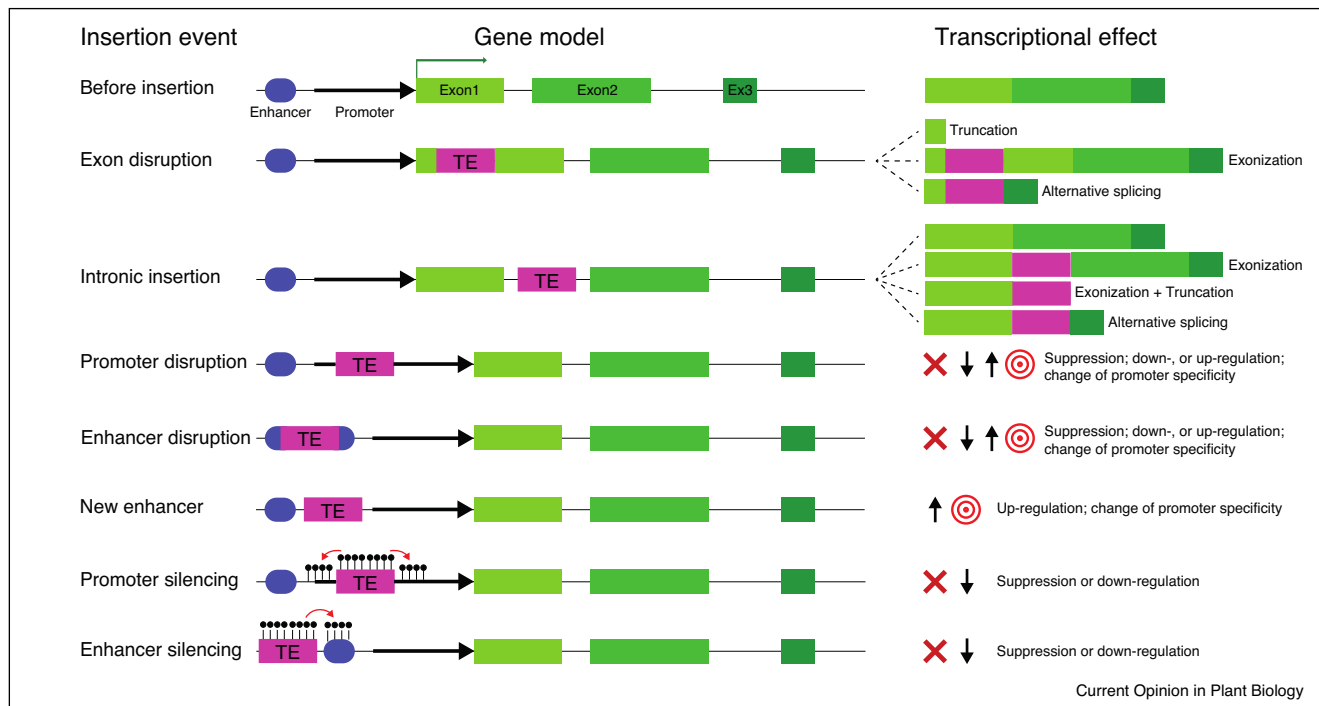 Insertion event
Gene model
Transcriptional effect
Before insertion
Enhancer
Promoter
Exon1
Exon2
Ex3
Exon disruption
TE
Truncation
Exonization
Alternative splicing
Intronic insertion
TE
Exonization
Exonization + Truncation
Alternative splicing
Promoter disruption
TE
Suppression; down-, or up-regulation;
change of promoter specificity
Enhancer disruption
TE
Suppression; down-, or up-regulation;
change of promoter specificity
New enhancer
TE
Up-regulation; change of promoter specificity
Promoter silencing
TE
Suppression or down-regulation
Enhancer silencing
TE
Suppression or down-regulation
Current Opinion in Plant Biology